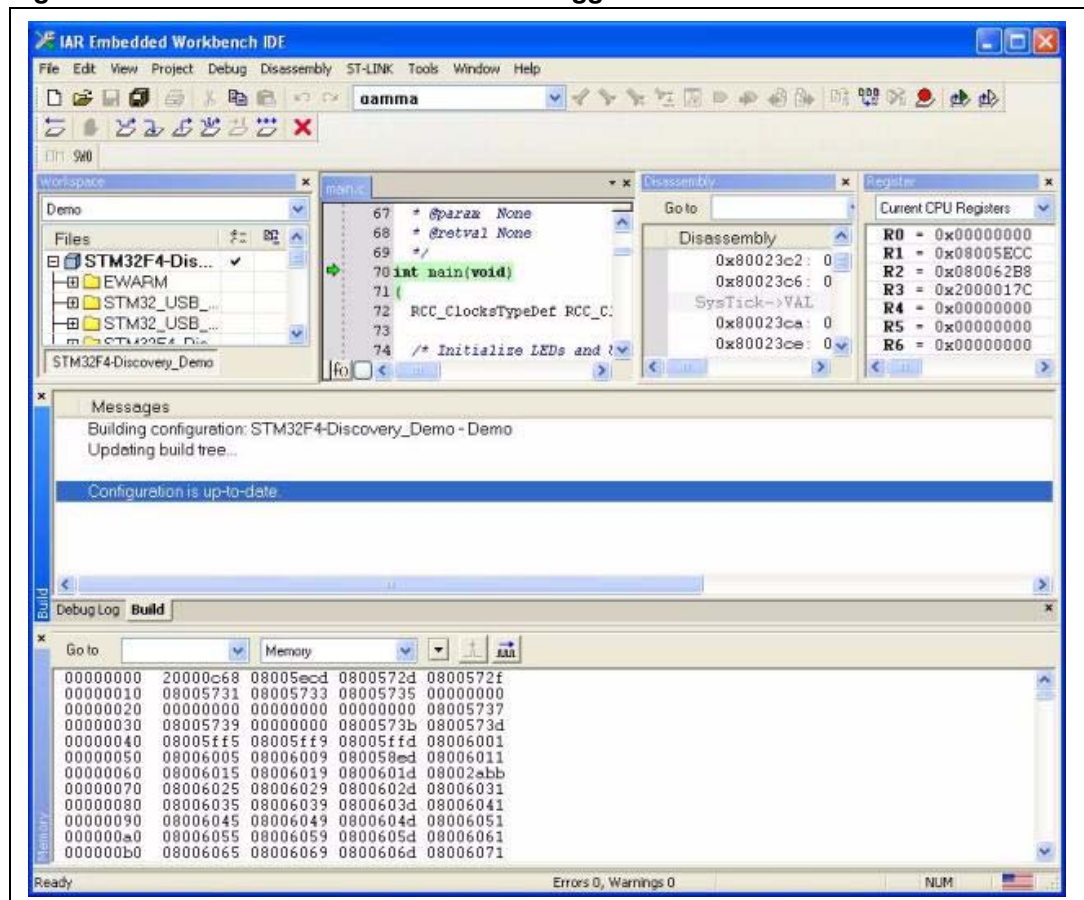 IAR Embedded Workbench IDE
File Edit View Project Debug Disassembly ST-LINK Tools Window Help
gamma
ETM SWO
Workspace
Demo
Files
STM32F4-Dis...
EWARM
STM32_USB_...
STM32_USB_...
STM32F4-Discovery_Demo
main.c
67 * @param None
68 * @retval None
69 */
70 int main(void)
71 {
72 RCC_ClocksTypeDef RCC_C
73
74 /* Initialize LEDs and
fo
Disassembly
Go to
Disassembly
0x80023c2: 0
0x80023c6: 0
SysTick->VAL
0x80023ca: 0
0x80023ce: 0
Register
Current CPU Registers
R0 = 0x00000000
R1 = 0x08005ECC
R2 = 0x080062B8
R3 = 0x2000017C
R4 = 0x00000000
R5 = 0x00000000
R6 = 0x00000000
Messages
Building configuration: STM32F4-Discovery_Demo - Demo
Updating build tree...
Configuration is up-to-date.
Build
Debug Log Build
Go to Memory
00000000 20000c68 08005ecd 0800572d 0800572f
00000010 08005731 08005733 08005735 00000000
00000020 00000000 00000000 00000000 08005737
00000030 08005739 00000000 0800573b 0800573d
00000040 08005ff5 08005ff9 08005ffd 08006001
00000050 08006005 08006009 080058ed 08006011
00000060 08006015 08006019 0800601d 08002abb
00000070 08006025 08006029 0800602d 08006031
00000080 08006035 08006039 0800603d 08006041
00000090 08006045 08006049 0800604d 08006051
000000a0 08006055 08006059 0800605d 08006061
000000b0 08006065 08006069 0800606d 08006071
Memory
Ready Errors 0, Warnings 0 NUM